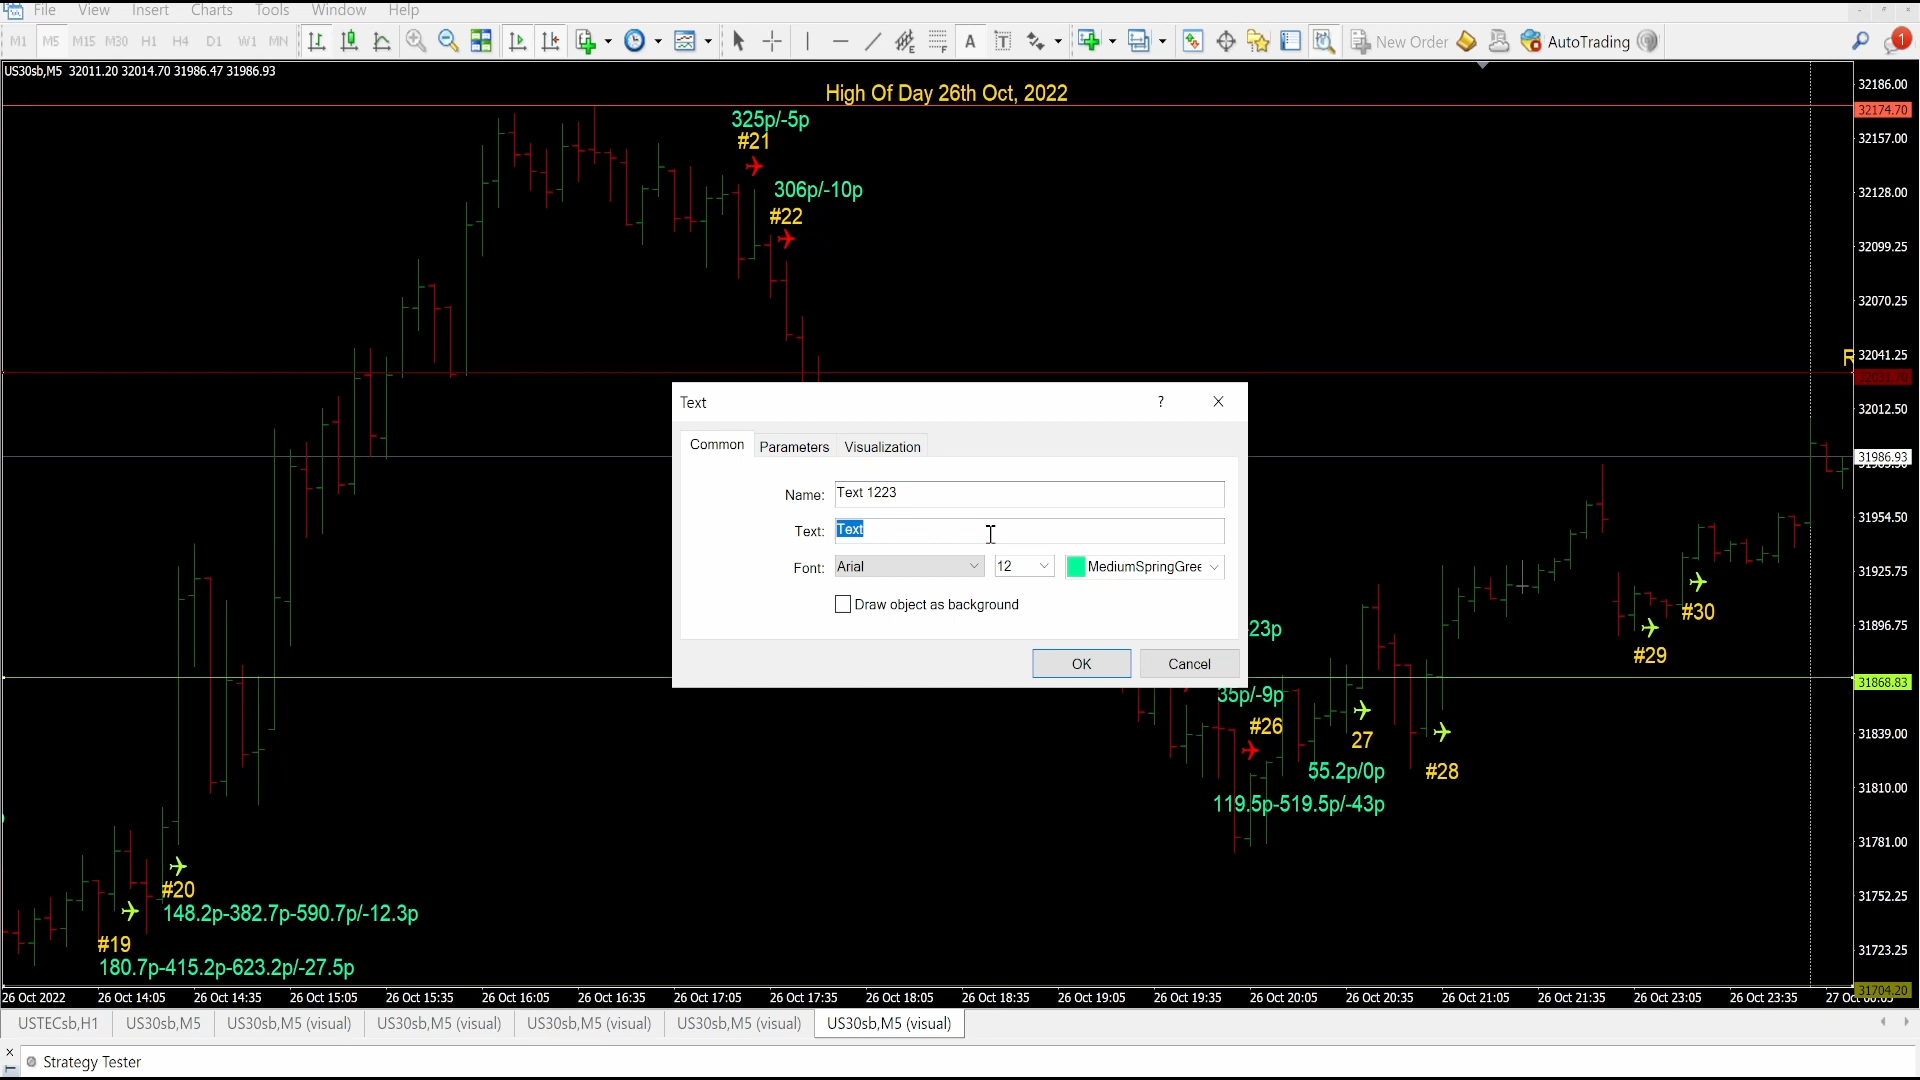 File View Insert Charts Tools Window Help
M1 M5 M15 M30 H1 H4 D1 W1 MN
New Order
AutoTrading
1
US30sb,M5 32011.20 32014.70 31986.47 31986.93
High Of Day 26th Oct, 2022
325p/-5p
#21
306p/-10p
#22
Text
?
Common Parameters Visualization
Name: Text 1223
Text: Text
Font: Arial 12 MediumSpringGree
Draw object as background
OK Cancel
23p
35p/-9p
#26
27
55.2p/0p
#28
119.5p-519.5p/-43p
#29
#30
#20
148.2p-382.7p-590.7p/-12.3p
#19
180.7p-415.2p-623.2p/-27.5p
R
32186.00
32174.70
32157.00
32128.00
32099.25
32070.25
32041.25
32031.70
32012.50
31986.93
31954.50
31925.75
31896.75
31868.83
31839.00
31810.00
31781.00
31752.25
31723.25
31704.20
26 Oct 2022 26 Oct 14:05 26 Oct 14:35 26 Oct 15:05 26 Oct 15:35 26 Oct 16:05 26 Oct 16:35 26 Oct 17:05 26 Oct 17:35 26 Oct 18:05 26 Oct 18:35 26 Oct 19:05 26 Oct 19:35 26 Oct 20:05 26 Oct 20:35 26 Oct 21:05 26 Oct 21:35 26 Oct 23:05 26 Oct 23:35 27 Oct
USTECsb,H1 US30sb,M5 US30sb,M5 (visual) US30sb,M5 (visual) US30sb,M5 (visual) US30sb,M5 (visual) US30sb,M5 (visual)
Strategy Tester